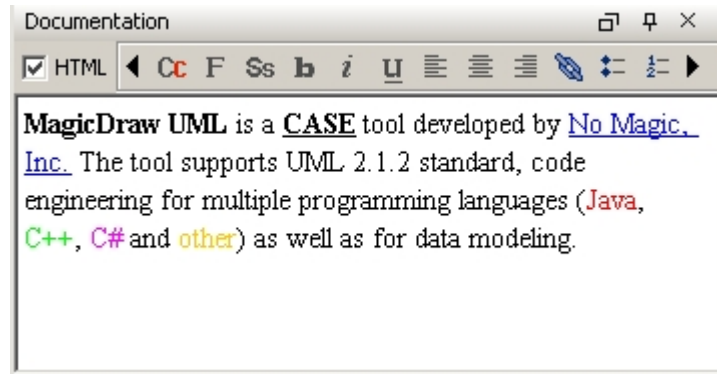 Documentation
HTML Cc F Ss b i U
MagicDraw UML is a CASE tool developed by No Magic,
Inc. The tool supports UML 2.1.2 standard, code
engineering for multiple programming languages (Java,
C++, C# and other) as well as for data modeling.